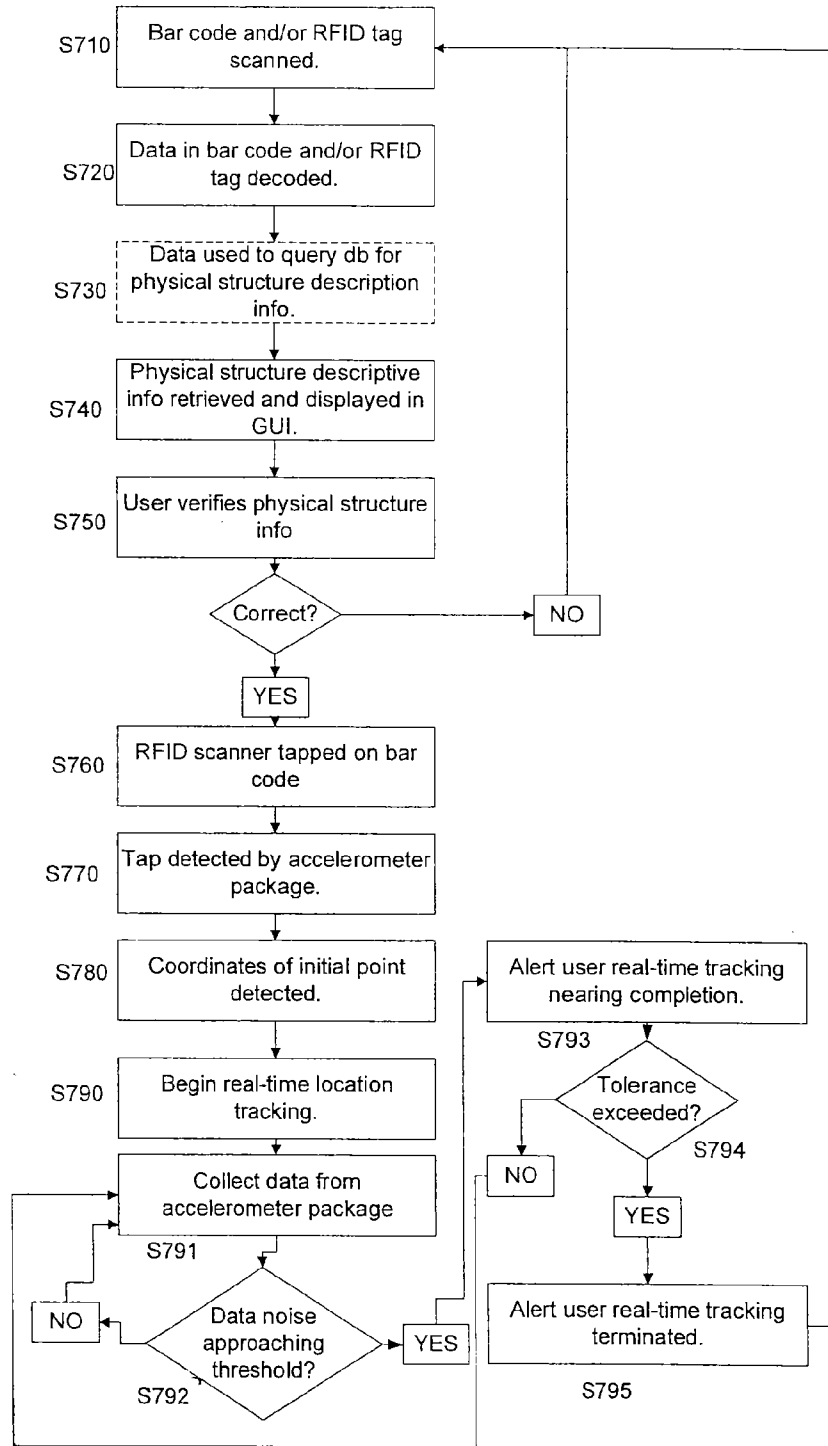 S710
Bar code and/or RFID tag
scanned.
S720
Data in bar code and/or RFID
tag decoded.
S730
Data used to query db for
physical structure description
info.
S740
Physical structure descriptive
info retrieved and displayed in
GUI.
S750
User verifies physical structure
info
Correct?
NO
YES
S760
RFID scanner tapped on bar
code
S770
Tap detected by accelerometer
package.
S780
Coordinates of initial point
detected.
S790
Begin real-time location
tracking.
Collect data from
accelerometer package
S791
NO
Data noise
approaching
threshold?
S792
YES
Alert user real-time tracking
nearing completion.
S793
Tolerance
exceeded?
S794
NO
YES
Alert user real-time tracking
terminated.
S795